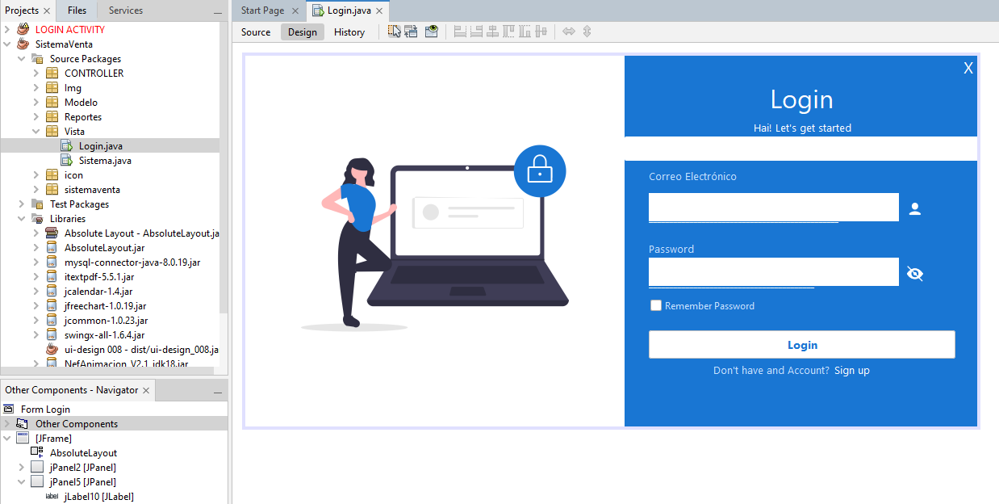 Projects
Files
Services
LOGIN ACTIVITY
SistemaVenta
Source Packages
CONTROLLER
Img
Modelo
Reportes
Vista
Login.java
Sistema.java
icon
sistemaventa
Test Packages
Libraries
Absolute Layout - AbsoluteLayout.ja
AbsoluteLayout.jar
mysql-connector-java-8.0.19.jar
itextpdf-5.5.1.jar
jcalendar-1.4.jar
jfreechart-1.0.19.jar
jcommon-1.0.23.jar
swingx-all-1.6.4.jar
ui-design 008 - dist/ui-design_008.ja
NefAnimacion_V2.1_jdk18.jar
Other Components - Navigator
Form Login
Other Components
[JFrame]
AbsoluteLayout
jPanel2 [JPanel]
jPanel5 [JPanel]
label jLabel10 [JLabel]
Start Page
Login.java
Source Design History
X
Login
Hai! Let's get started
Correo Electrónico
Password
Remember Password
Login
Don't have and Account? Sign up